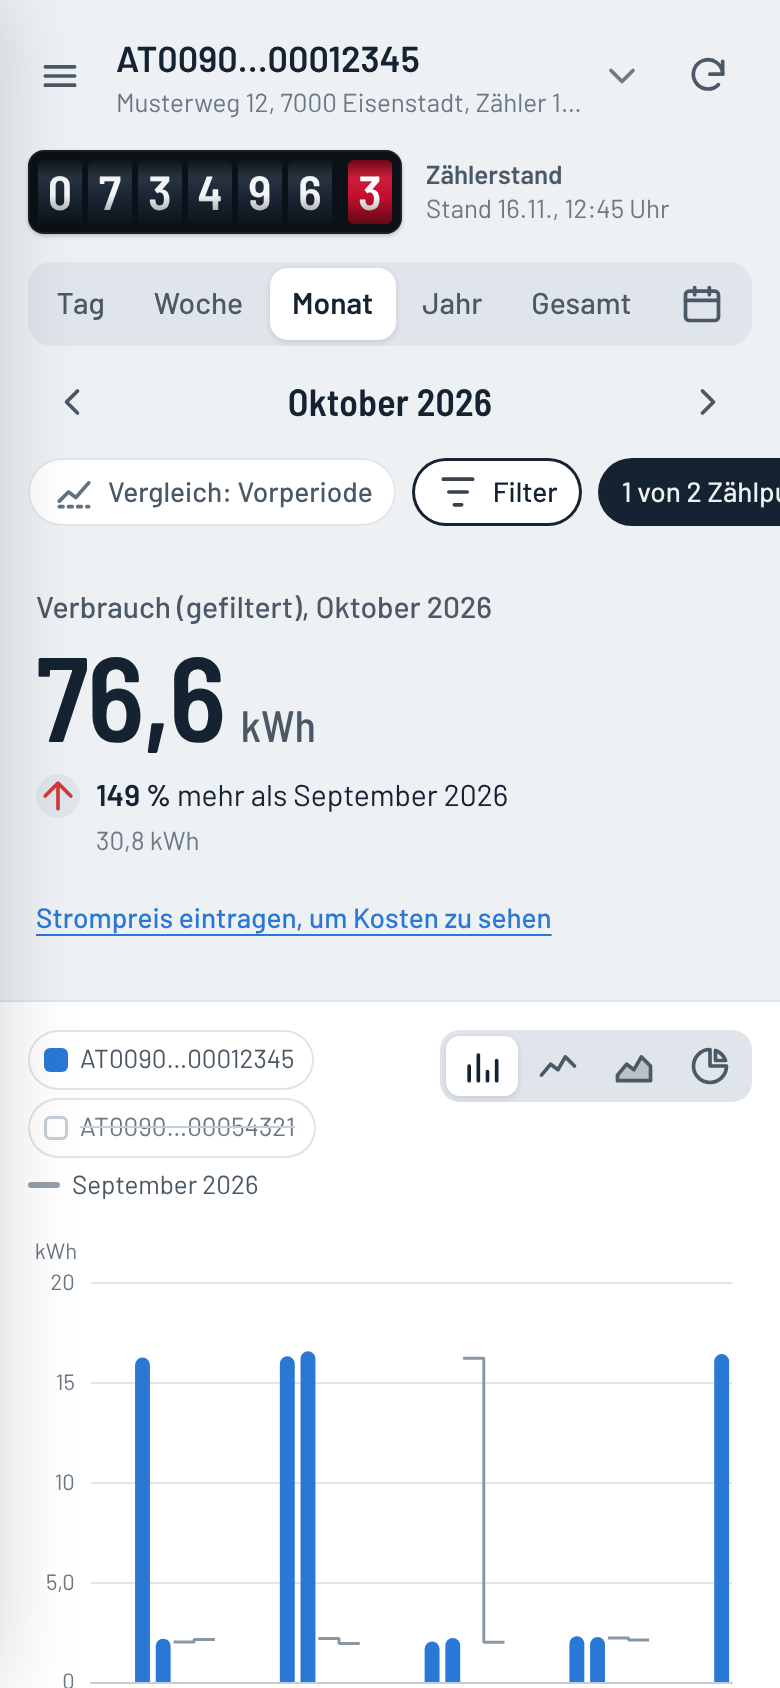 AT0090...00012345
Musterweg 12, 7000 Eisenstadt, Zähler 1...
0 7 3 4 9 6 3
Zählerstand
Stand 16.11., 12:45 Uhr
Tag Woche Monat Jahr Gesamt
Oktober 2026
Vergleich: Vorperiode Filter 1 von 2 Zählpu
Verbrauch (gefiltert), Oktober 2026
76,6 kWh
149 % mehr als September 2026
30,8 kWh
Strompreis eintragen, um Kosten zu sehen
AT0090...00012345
AT0090...00054321
September 2026
kWh
20
15
10
5,0
0